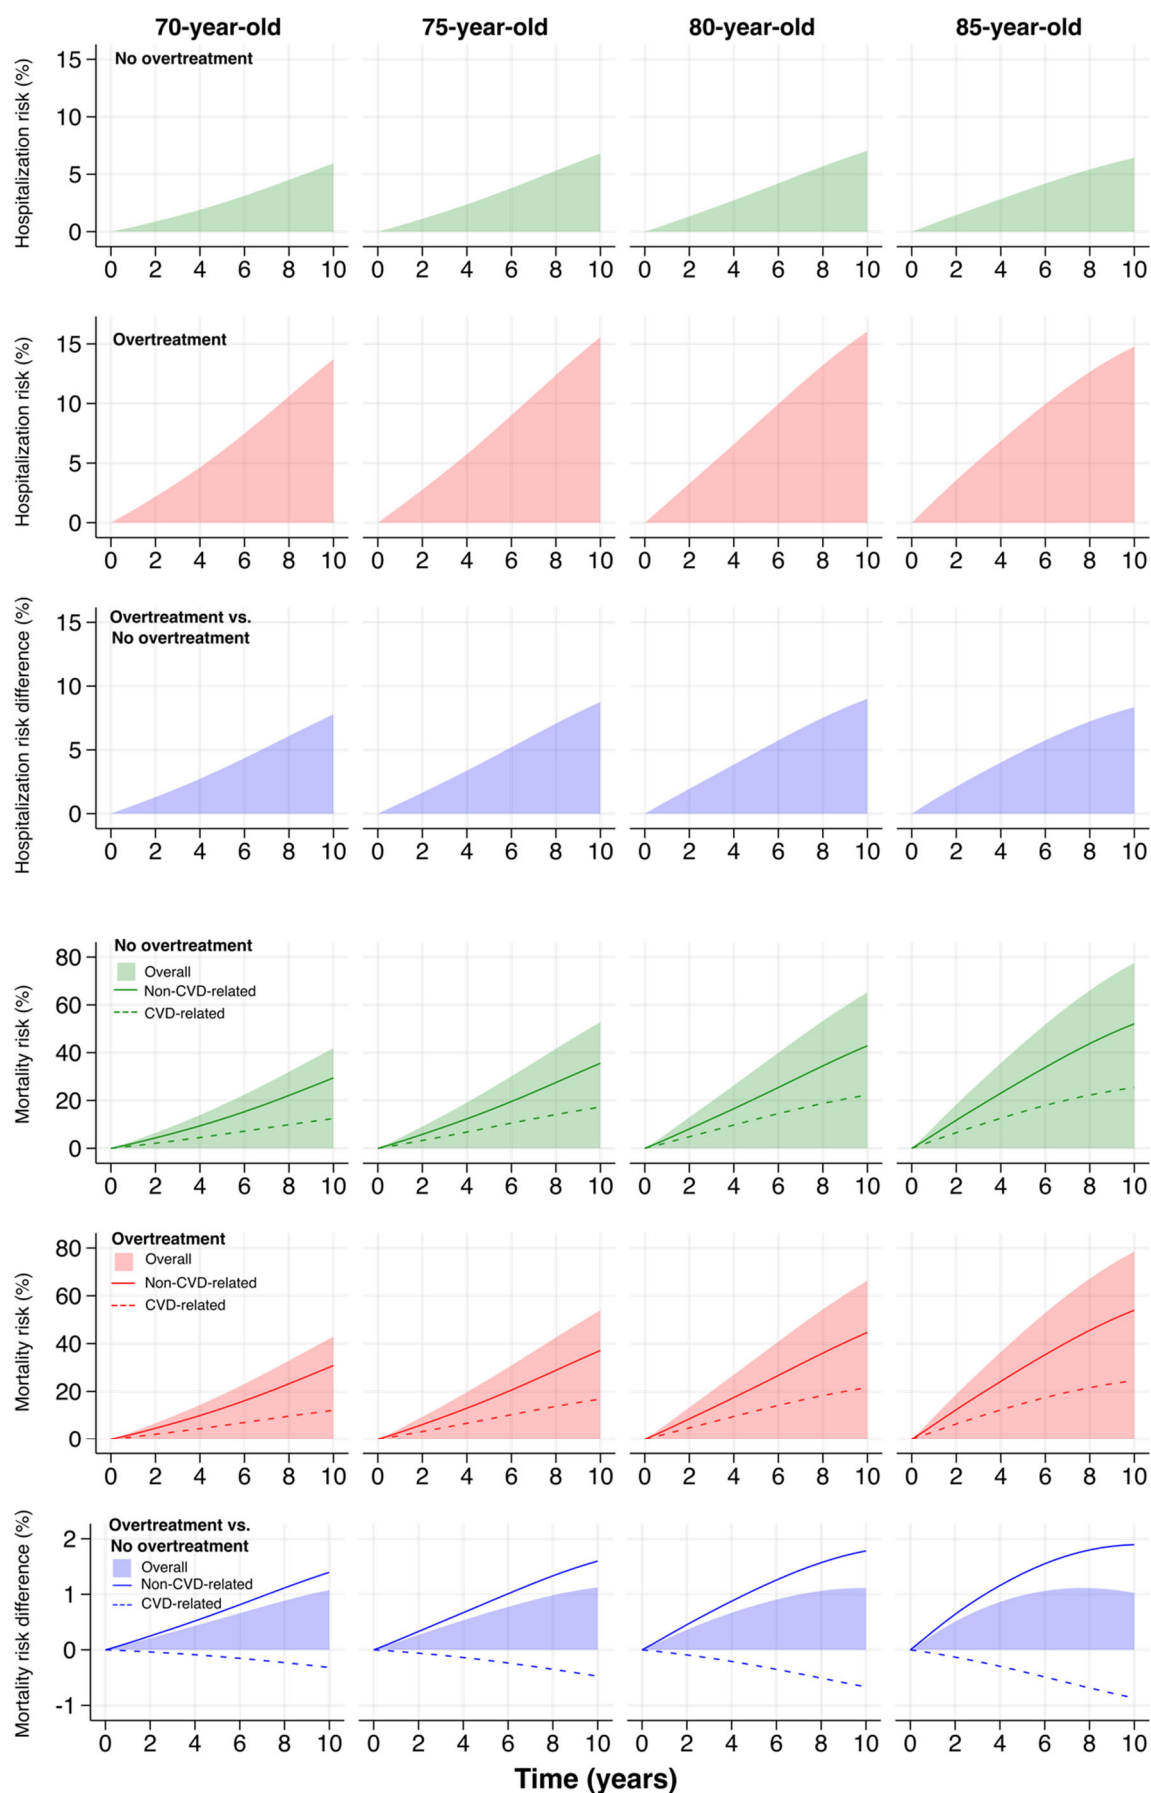 70-year-old 75-year-old 80-year-old 85-year-old
Hospitalization risk (%)
No overtreatment
15
10
5
0
0 2 4 6 8 10 0 2 4 6 8 10 0 2 4 6 8 10 0 2 4 6 8 10
Hospitalization risk (%)
Overtreatment
15
10
5
0
0 2 4 6 8 10 0 2 4 6 8 10 0 2 4 6 8 10 0 2 4 6 8 10
Hospitalization risk difference (%)
Overtreatment vs.
No overtreatment
15
10
5
0
0 2 4 6 8 10 0 2 4 6 8 10 0 2 4 6 8 10 0 2 4 6 8 10
Mortality risk (%)
No overtreatment
Overall
Non-CVD-related
CVD-related
80
60
40
20
0
0 2 4 6 8 10 0 2 4 6 8 10 0 2 4 6 8 10 0 2 4 6 8 10
Mortality risk (%)
Overtreatment
Overall
Non-CVD-related
CVD-related
80
60
40
20
0
0 2 4 6 8 10 0 2 4 6 8 10 0 2 4 6 8 10 0 2 4 6 8 10
Mortality risk difference (%)
Overtreatment vs.
No overtreatment
Overall
Non-CVD-related
CVD-related
2
1
0
-1
0 2 4 6 8 10 0 2 4 6 8 10 0 2 4 6 8 10 0 2 4 6 8 10
Time (years)